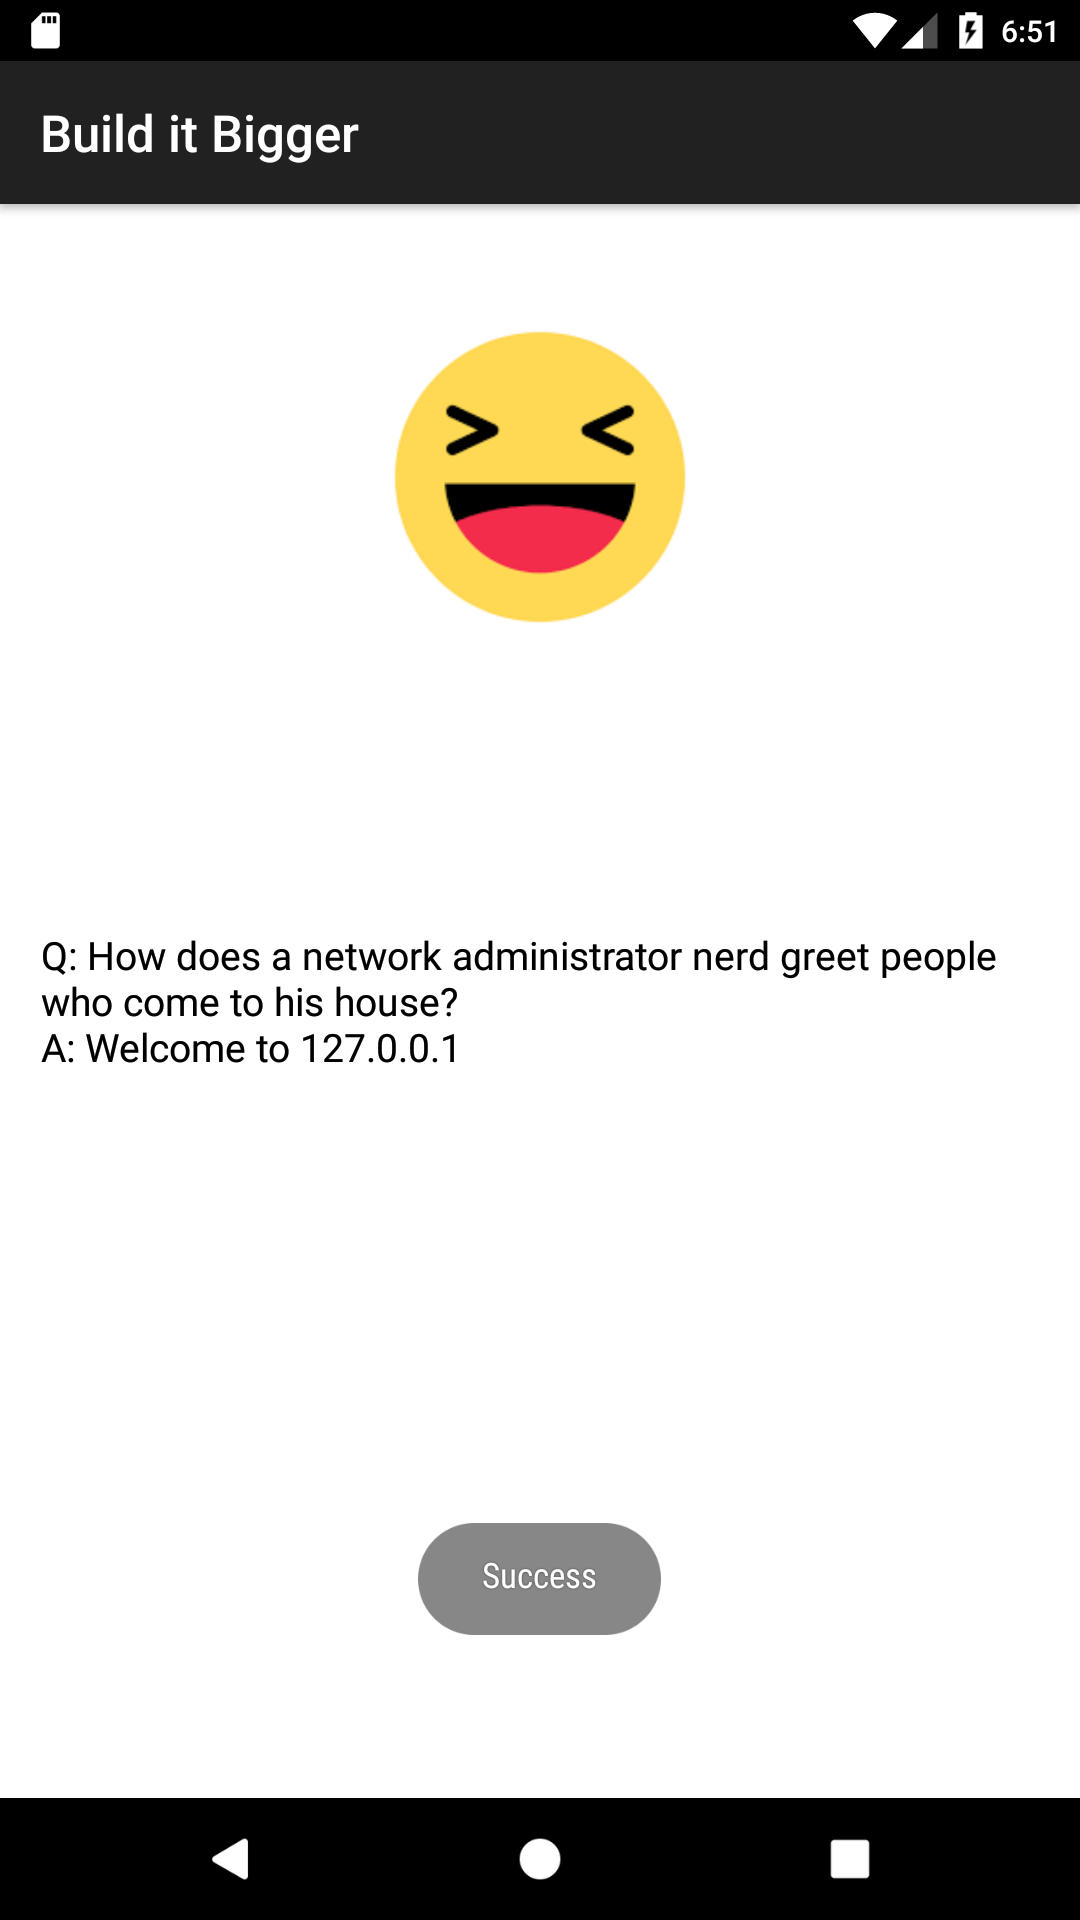 6:51
Build it Bigger
Q: How does a network administrator nerd greet people
who come to his house?
A: Welcome to 127.0.0.1
Success